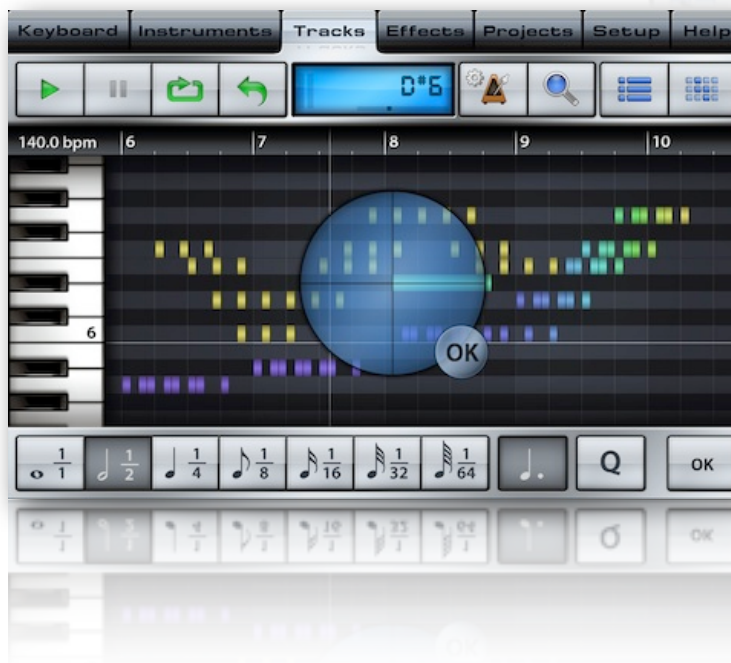 Keyboard Instruments Tracks Effects Projects Setup Help
D#6
140.0 bpm 6 7 8 9 10
6
OK
1/1 1/2 1/4 1/8 1/16 1/32 1/64 Q OK